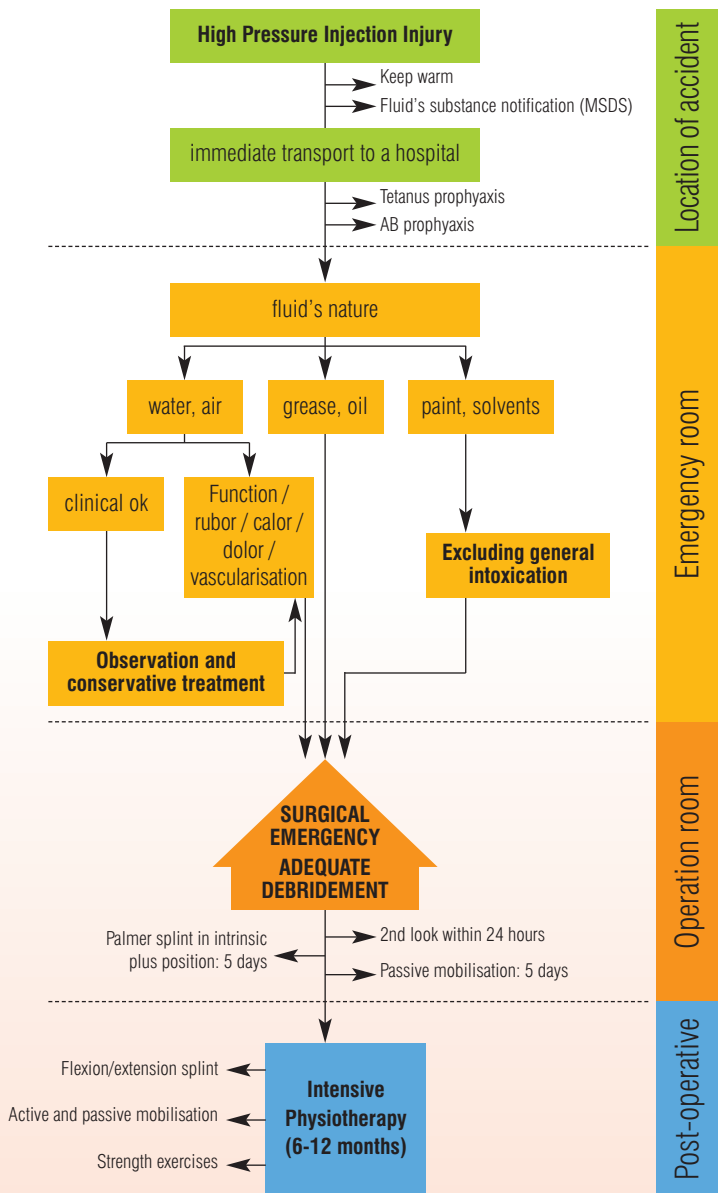 High Pressure Injection Injury
Keep warm
Fluid's substance notification (MSDS)
immediate transport to a hospital
Tetanus prophyaxis
AB prophyaxis
Location of accident
fluid's nature
water, air
grease, oil
paint, solvents
clinical ok
Function /
rubor / calor /
dolor /
vascularisation
Excluding general
intoxication
Observation and
conservative treatment
Emergency room
SURGICAL
EMERGENCY
ADEQUATE
DEBRIDEMENT
Palmer splint in intrinsic
plus position: 5 days
2nd look within 24 hours
Passive mobilisation: 5 days
Operation room
Flexion/extension splint
Active and passive mobilisation
Strength exercises
Intensive
Physiotherapy
(6-12 months)
Post-operative